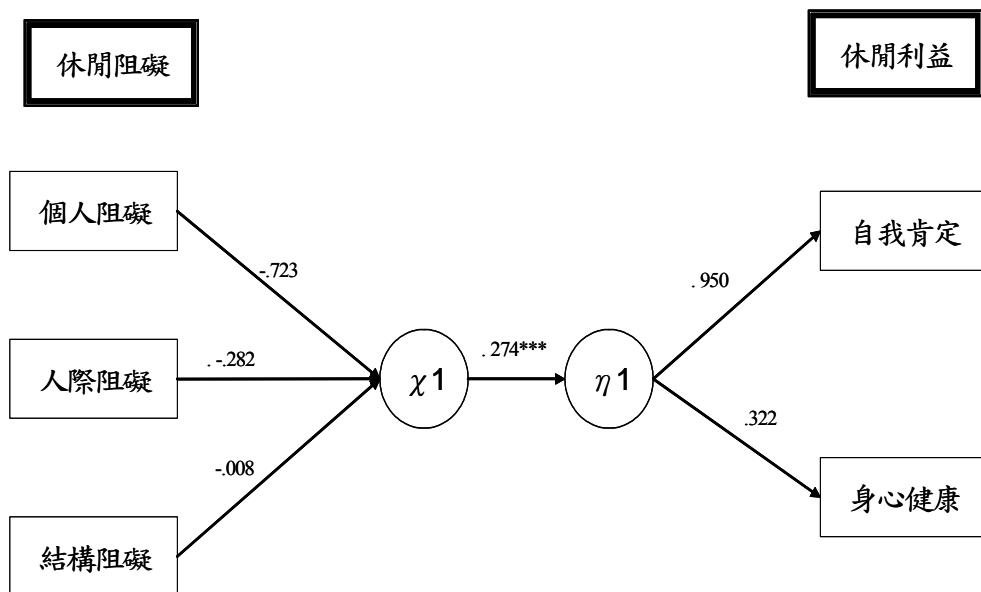 休閒阻礙
休閒利益
個人阻礙
自我肯定
-.723
. 950
人際阻礙
. -.282
χ1
. 274***
η1
-.008
.322
結構阻礙
身心健康